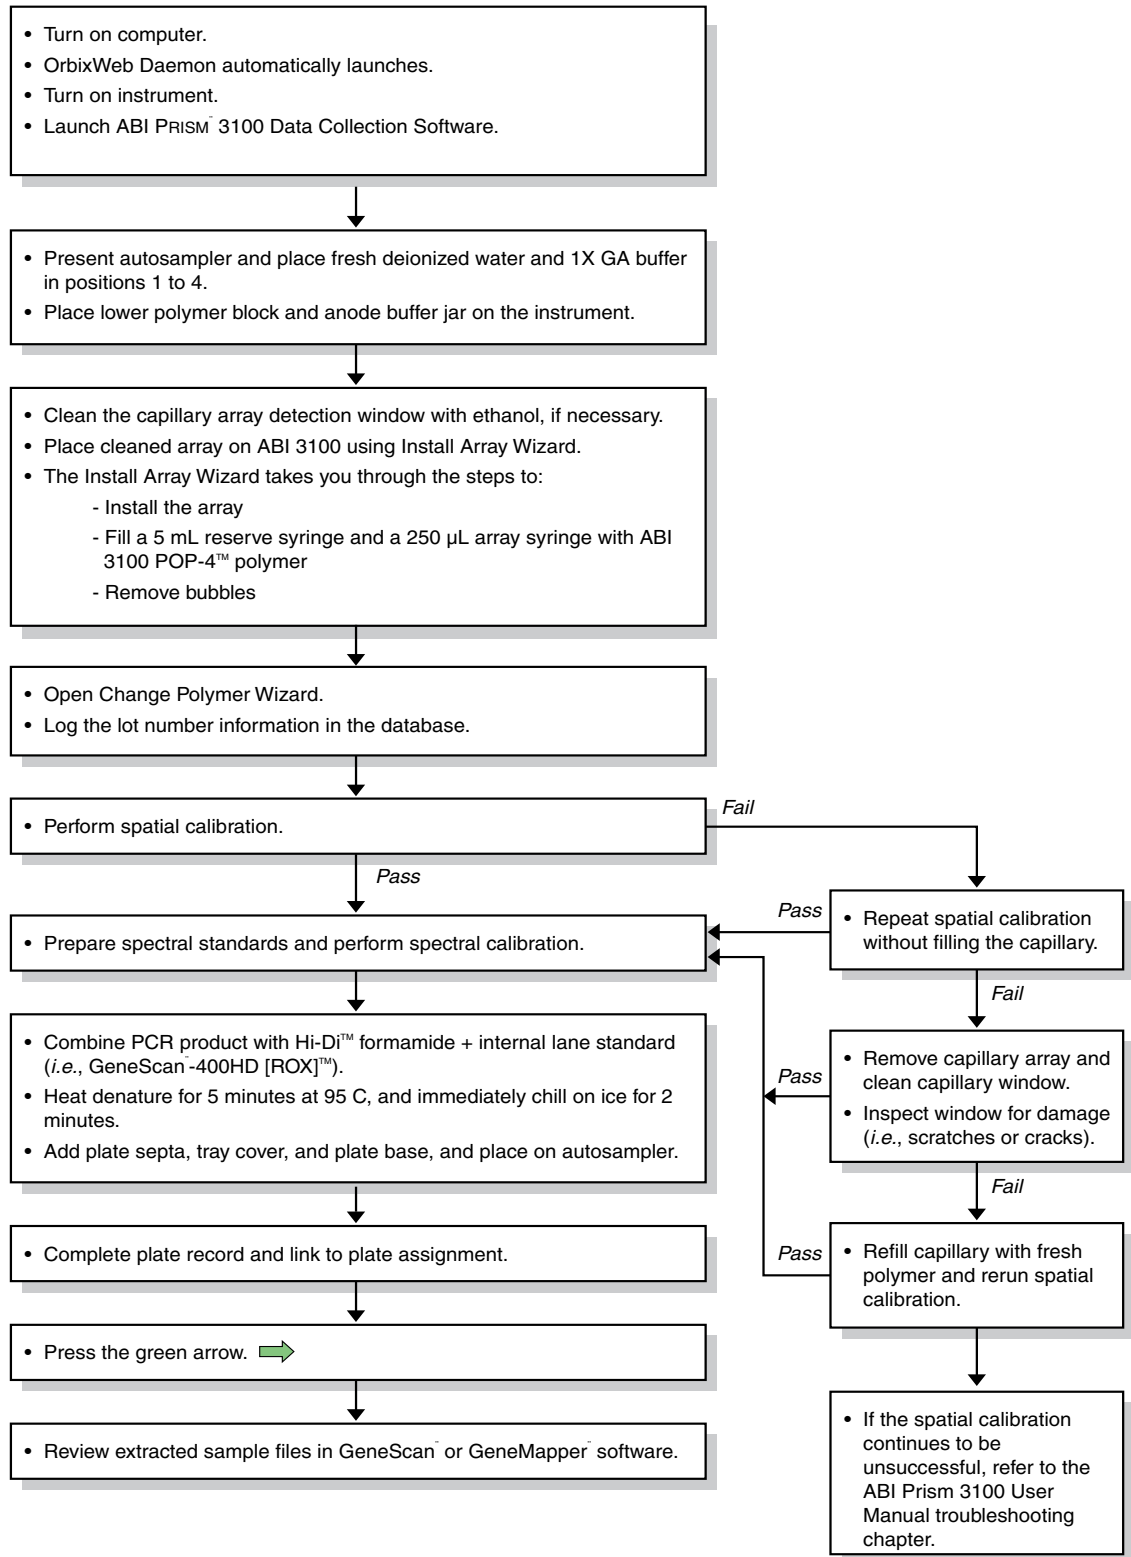 • Turn on computer.
• OrbixWeb Daemon automatically launches.
• Turn on instrument.
• Launch ABI PRISM¨ 3100 Data Collection Software.
• Present autosampler and place fresh deionized water and 1X GA buffer
in positions 1 to 4.
• Place lower polymer block and anode buffer jar on the instrument.
• Clean the capillary array detection window with ethanol, if necessary.
• Place cleaned array on ABI 3100 using Install Array Wizard.
• The Install Array Wizard takes you through the steps to:
- Install the array
- Fill a 5 mL reserve syringe and a 250 µL array syringe with ABI
3100 POP-4™ polymer
- Remove bubbles
• Open Change Polymer Wizard.
• Log the lot number information in the database.
• Perform spatial calibration.
Fail
Pass
• Prepare spectral standards and perform spectral calibration.
Pass
• Repeat spatial calibration
without filling the capillary.
Fail
• Combine PCR product with Hi-Di™ formamide + internal lane standard
(i.e., GeneScan¨-400HD [ROX]™).
• Heat denature for 5 minutes at 95 C, and immediately chill on ice for 2
minutes.
• Add plate septa, tray cover, and plate base, and place on autosampler.
Pass
• Remove capillary array and
clean capillary window.
• Inspect window for damage
(i.e., scratches or cracks).
Fail
• Complete plate record and link to plate assignment.
Pass
• Refill capillary with fresh
polymer and rerun spatial
calibration.
• Press the green arrow.
• Review extracted sample files in GeneScan¨ or GeneMapper¨ software.
• If the spatial calibration
continues to be
unsuccessful, refer to the
ABI Prism 3100 User
Manual troubleshooting
chapter.